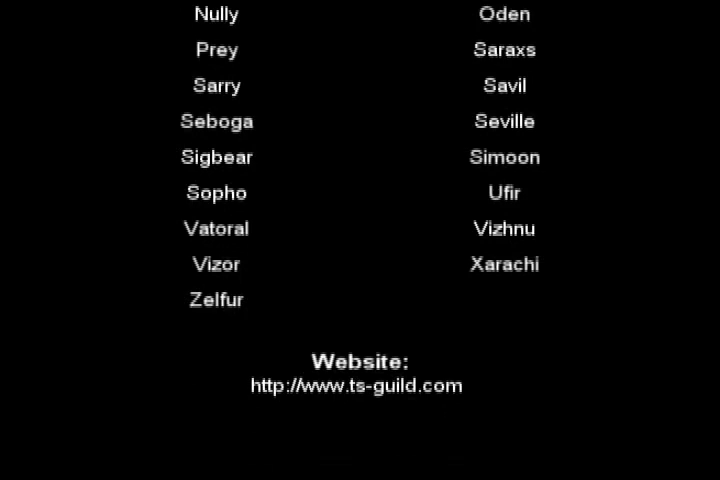 Nully Oden
Prey Saraxs
Sarry Savil
Seboga Seville
Sigbear Simoon
Sopho Ufir
Vatoral Vizhnu
Vizor Xarachi
Zelfur
Website:
http://www.ts-guild.com